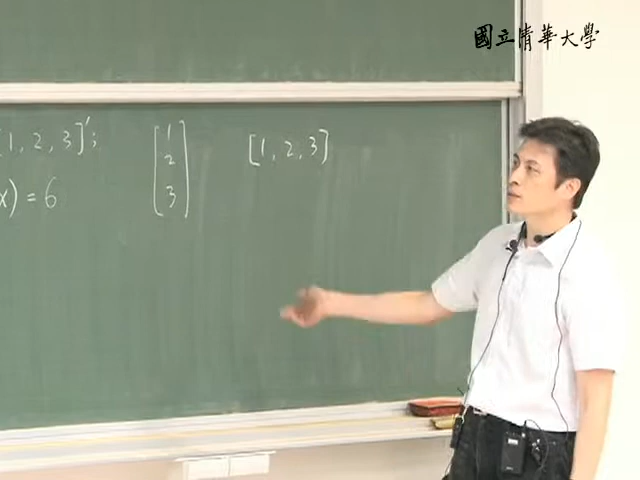 國立清華大學
[1, 2, 3]';
x) = 6
[1
2
3]
[1, 2, 3]